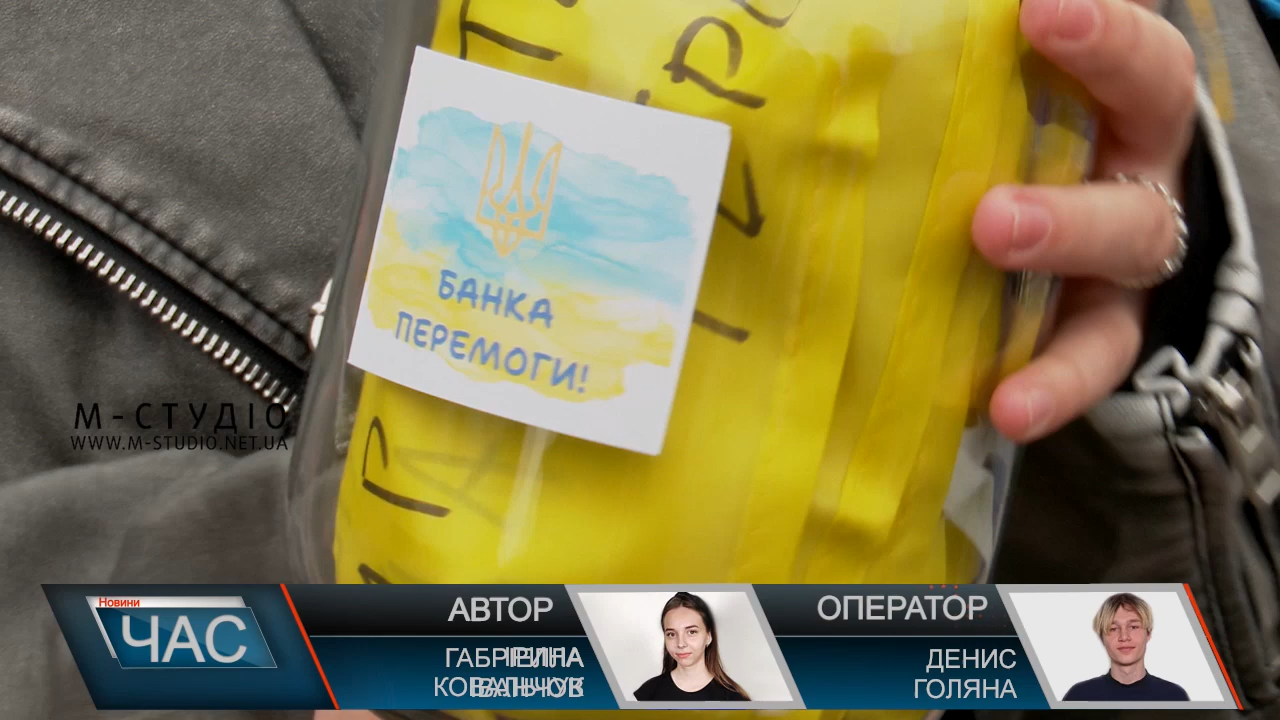 БАНКА
ПЕРЕМОГИ!
М-СТУДІО
WWW.M-STUDIO.NET.UA
Новини
ЧАС
АВТОР
ОПЕРАТОР
ДЕНИС
ГОЛЯНА